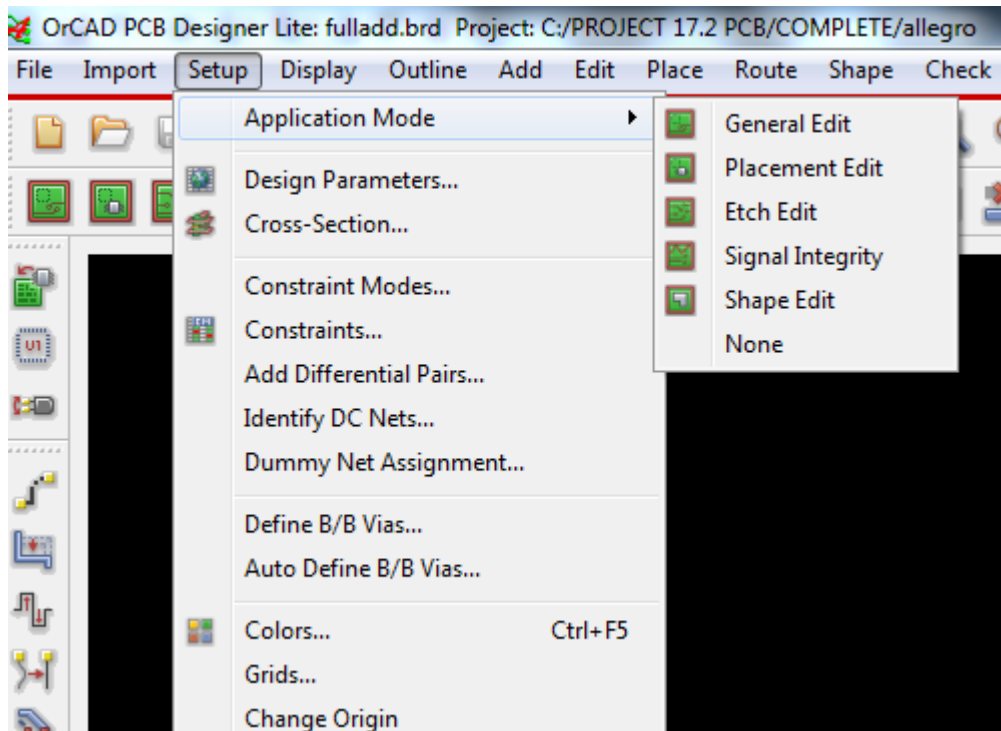 OrCAD PCB Designer Lite: fulladd.brd Project: C:/PROJECT 17.2 PCB/COMPLETE/allegro
File Import Setup Display Outline Add Edit Place Route Shape Check
Application Mode
General Edit
Placement Edit
Etch Edit
Signal Integrity
Shape Edit
None
Design Parameters...
Cross-Section...
Constraint Modes...
Constraints...
Add Differential Pairs...
Identify DC Nets...
Dummy Net Assignment...
Define B/B Vias...
Auto Define B/B Vias...
Colors... Ctrl+F5
Grids...
Change Origin
U1